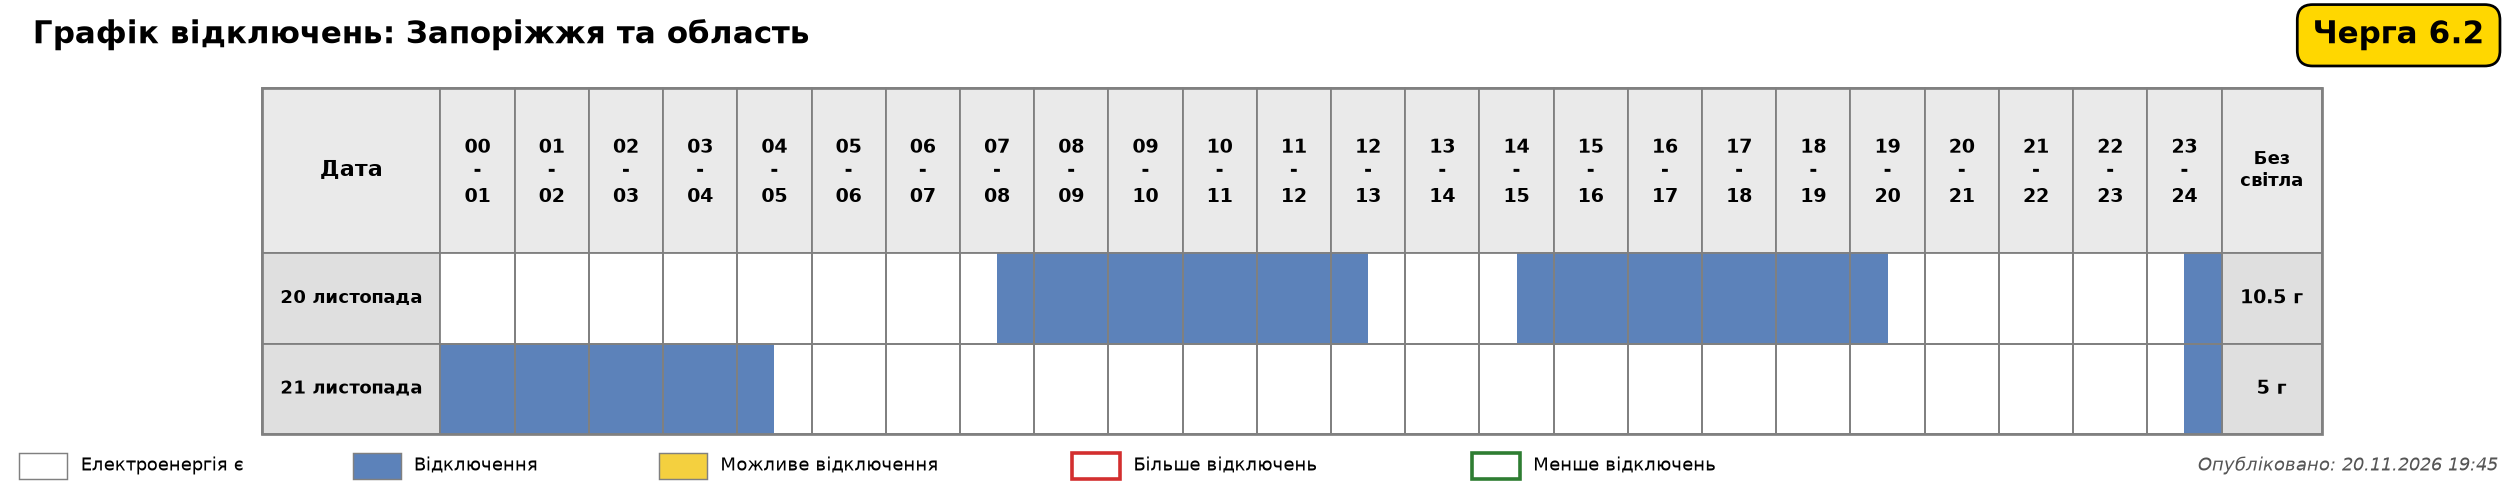 Графік відключень: Запоріжжя та область
Черга 6.2
Дата
00 - 01
01 - 02
02 - 03
03 - 04
04 - 05
05 - 06
06 - 07
07 - 08
08 - 09
09 - 10
10 - 11
11 - 12
12 - 13
13 - 14
14 - 15
15 - 16
16 - 17
17 - 18
18 - 19
19 - 20
20 - 21
21 - 22
22 - 23
23 - 24
Без
світла
20 листопада
10.5 г
21 листопада
5 г
Електроенергія є
Відключення
Можливе відключення
Більше відключень
Менше відключень
Опубліковано: 20.11.2026 19:45